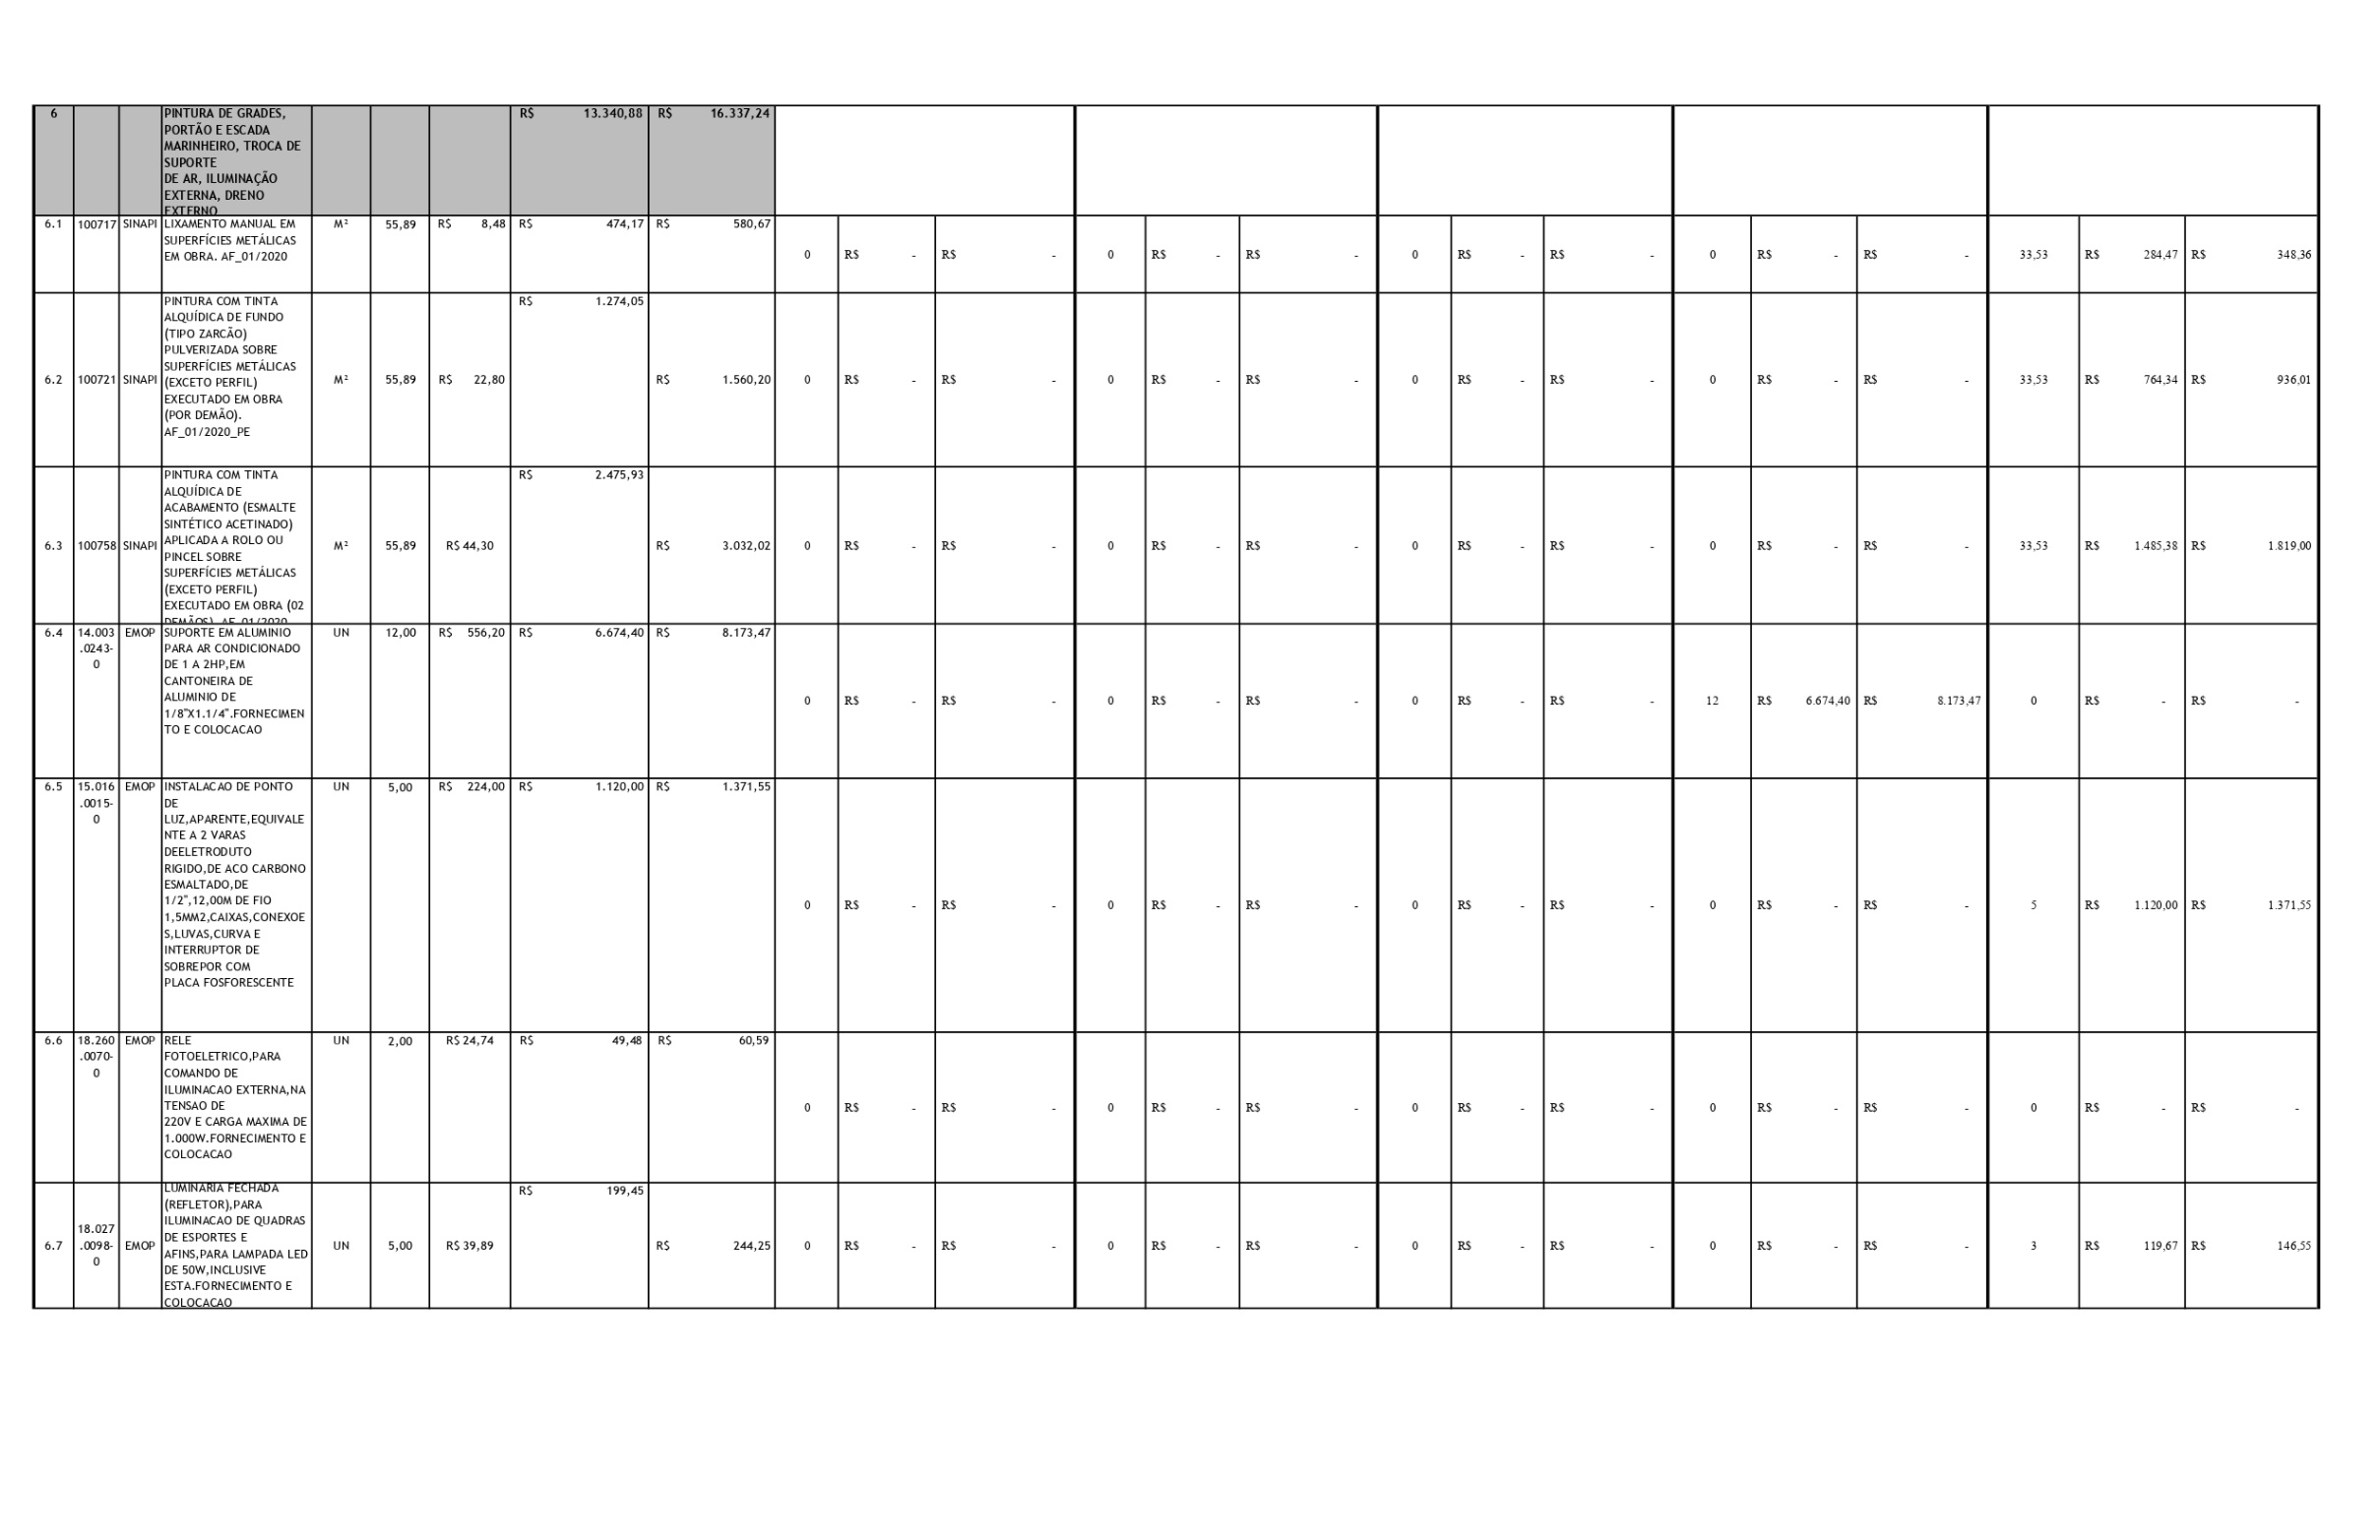 6 PINTURA DE GRADES, R$ 13.340,88 R$ 16.337,24
PORTÃO E ESCADA
MARINHEIRO, TROCA DE
SUPORTE
DE AR, ILUMINAÇÃO
EXTERNA, DRENO
EXTERNO
6.1 100717 SINAPI LIXAMENTO MANUAL EM M² 55,89 R$ 8,48 R$ 474,17 R$ 580,67
SUPERFÍCIES METÁLICAS
EM OBRA. AF_01/2020 0 R$ - R$ - 0 R$ - R$ - 0 R$ - R$ - 0 R$ - R$ - 33,53 R$ 284,47 R$ 348,36
PINTURA COM TINTA R$ 1.274,05
ALQUÍDICA DE FUNDO
(TIPO ZARCÃO)
PULVERIZADA SOBRE
SUPERFÍCIES METÁLICAS
6.2 100721 SINAPI (EXCETO PERFIL) M² 55,89 R$ 22,80 R$ 1.560,20 0 R$ - R$ - 0 R$ - R$ - 0 R$ - R$ - 0 R$ - R$ - 33,53 R$ 764,34 R$ 936,01
EXECUTADO EM OBRA
(POR DEMÃO).
AF_01/2020_PE
PINTURA COM TINTA R$ 2.475,93
ALQUÍDICA DE
ACABAMENTO (ESMALTE
SINTÉTICO ACETINADO)
6.3 100758 SINAPI APLICADA A ROLO OU M² 55,89 R$ 44,30 R$ 3.032,02 0 R$ - R$ - 0 R$ - R$ - 0 R$ - R$ - 0 R$ - R$ - 33,53 R$ 1.485,38 R$ 1.819,00
PINCEL SOBRE
SUPERFÍCIES METÁLICAS
(EXCETO PERFIL)
EXECUTADO EM OBRA (02
DEMÃOS). AF_01/2020
6.4 14.003 EMOP SUPORTE EM ALUMINIO UN 12,00 R$ 556,20 R$ 6.674,40 R$ 8.173,47
.0243- PARA AR CONDICIONADO
0 DE 1 A 2HP,EM
CANTONEIRA DE
ALUMINIO DE 0 R$ - R$ - 0 R$ - R$ - 0 R$ - R$ - 12 R$ 6.674,40 R$ 8.173,47 0 R$ - R$ -
1/8"X1.1/4".FORNECIMEN
TO E COLOCACAO
6.5 15.016 EMOP INSTALACAO DE PONTO UN 5,00 R$ 224,00 R$ 1.120,00 R$ 1.371,55
.0015- DE
0 LUZ,APARENTE,EQUIVALE
NTE A 2 VARAS
DEELETRODUTO
RIGIDO,DE ACO CARBONO
ESMALTADO,DE
1/2",12,00M DE FIO 0 R$ - R$ - 0 R$ - R$ - 0 R$ - R$ - 0 R$ - R$ - 5 R$ 1.120,00 R$ 1.371,55
1,5MM2,CAIXAS,CONEXOE
S,LUVAS,CURVA E
INTERRUPTOR DE
SOBREPOR COM
PLACA FOSFORESCENTE
6.6 18.260 EMOP RELE UN 2,00 R$ 24,74 R$ 49,48 R$ 60,59
.0070- FOTOELETRICO,PARA
0 COMANDO DE
ILUMINACAO EXTERNA,NA
TENSAO DE 0 R$ - R$ - 0 R$ - R$ - 0 R$ - R$ - 0 R$ - R$ - 0 R$ - R$ -
220V E CARGA MAXIMA DE
1.000W.FORNECIMENTO E
COLOCACAO
LUMINARIA FECHADA R$ 199,45
(REFLETOR),PARA
ILUMINACAO DE QUADRAS
18.027 DE ESPORTES E
6.7 .0098- EMOP AFINS,PARA LAMPADA LED UN 5,00 R$ 39,89 R$ 244,25 0 R$ - R$ - 0 R$ - R$ - 0 R$ - R$ - 0 R$ - R$ - 3 R$ 119,67 R$ 146,55
0 DE 50W,INCLUSIVE
ESTA.FORNECIMENTO E
COLOCACAO